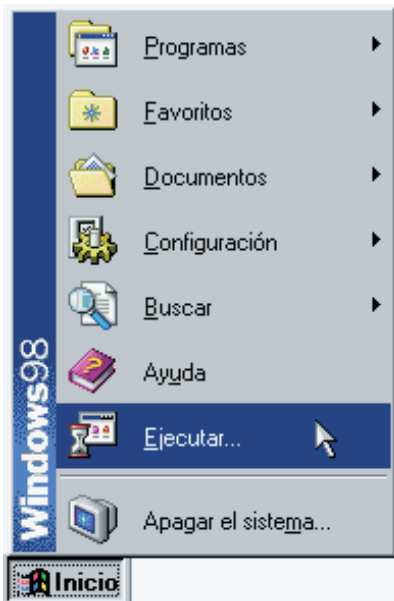 Programas
Favoritos
Documentos
Configuración
Buscar
Ayuda
Ejecutar...
Apagar el sistema...
Windows98
Inicio